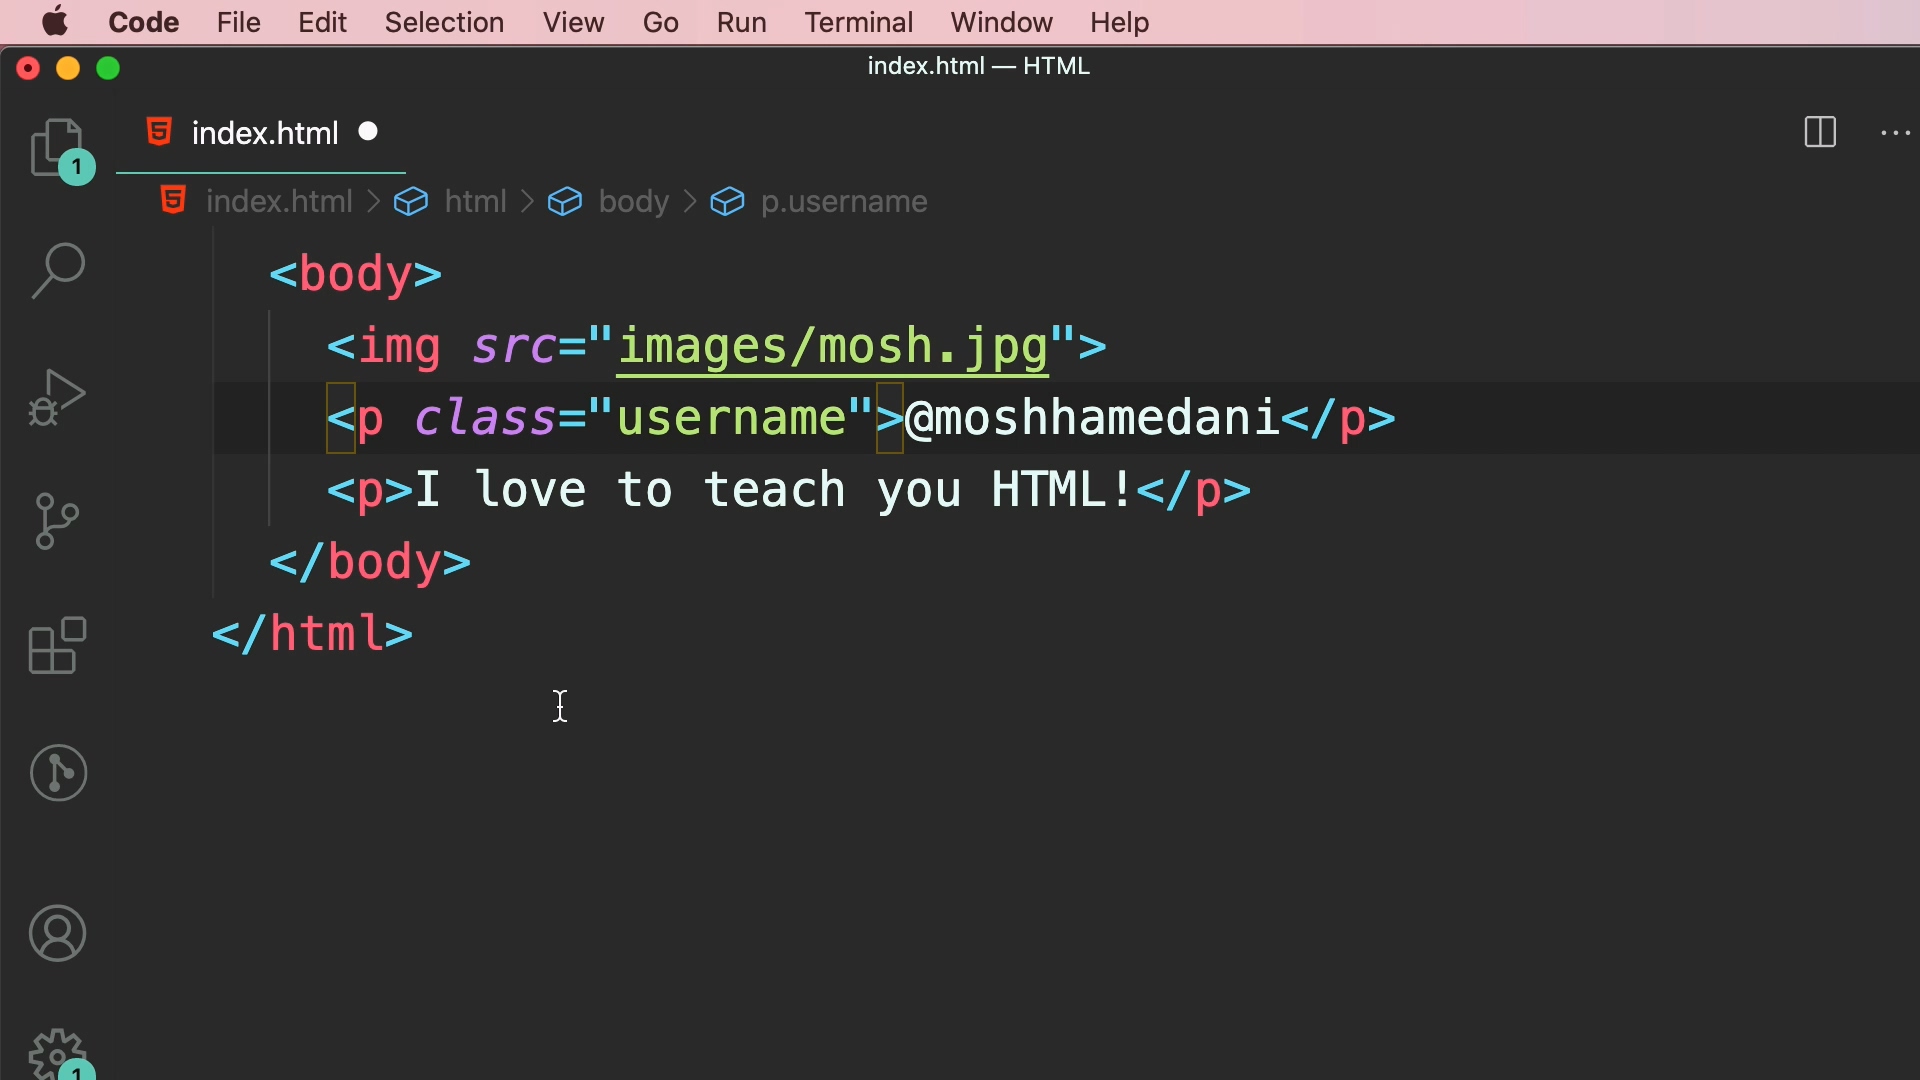 Code File Edit Selection View Go Run Terminal Window Help
index.html — HTML
index.html
1
index.html > html > body > p.username
<body>
<img src="images/mosh.jpg">
<p class="username">@moshhamedani</p>
<p>I love to teach you HTML!</p>
</body>
</html>
1